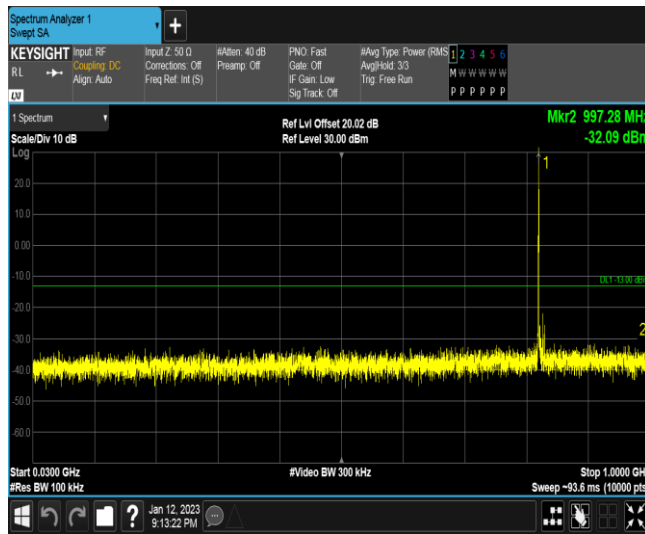 Spectrum Analyzer 1
Swept SA
+
KEYSIGHT
RL
LXI
Input: RF
Coupling: DC
Align: Auto
Input Z: 50 Ω
Corrections: Off
Freq Ref: Int (S)
#Atten: 40 dB
Preamp: Off
PNO: Fast
Gate: Off
IF Gain: Low
Sig Track: Off
#Avg Type: Power (RMS
Avg|Hold: 3/3
Trig: Free Run
1 2 3 4 5 6
M W W W W W
P P P P P P
1 Spectrum
Scale/Div 10 dB
Log
Ref Lvl Offset 20.02 dB
Ref Level 30.00 dBm
Mkr2 997.28 MHz
-32.09 dBm
1
20.0
10.0
0.00
-10.0
DL1 -13.00 dB
-20.0
-30.0
2
-40.0
-50.0
-60.0
Start 0.0300 GHz
#Res BW 100 kHz
#Video BW 300 kHz
Stop 1.0000 GH
Sweep ~93.6 ms (10000 pts
?
Jan 12, 2023
9:13:22 PM